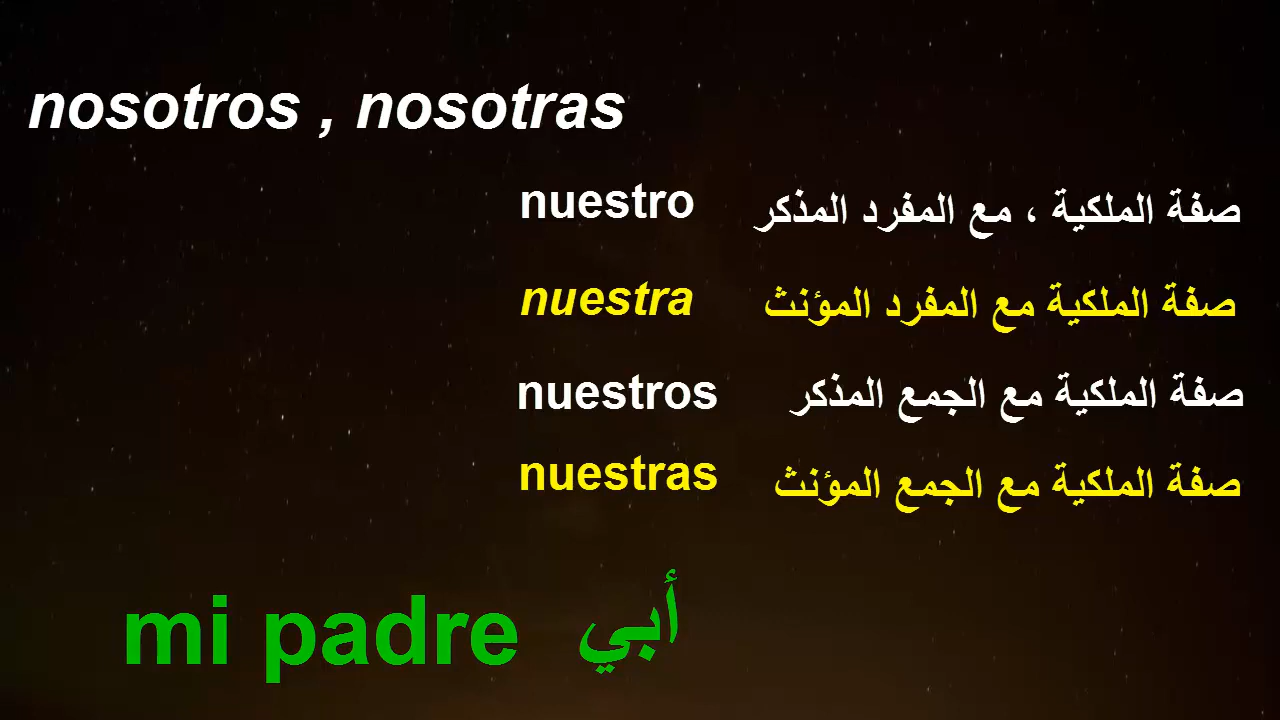 nosotros , nosotras
nuestro صفة الملكية ، مع المفرد المذكر
nuestra صفة الملكية مع المفرد المؤنث
nuestros صفة الملكية مع الجمع المذكر
nuestras صفة الملكية مع الجمع المؤنث
mi padre أبي